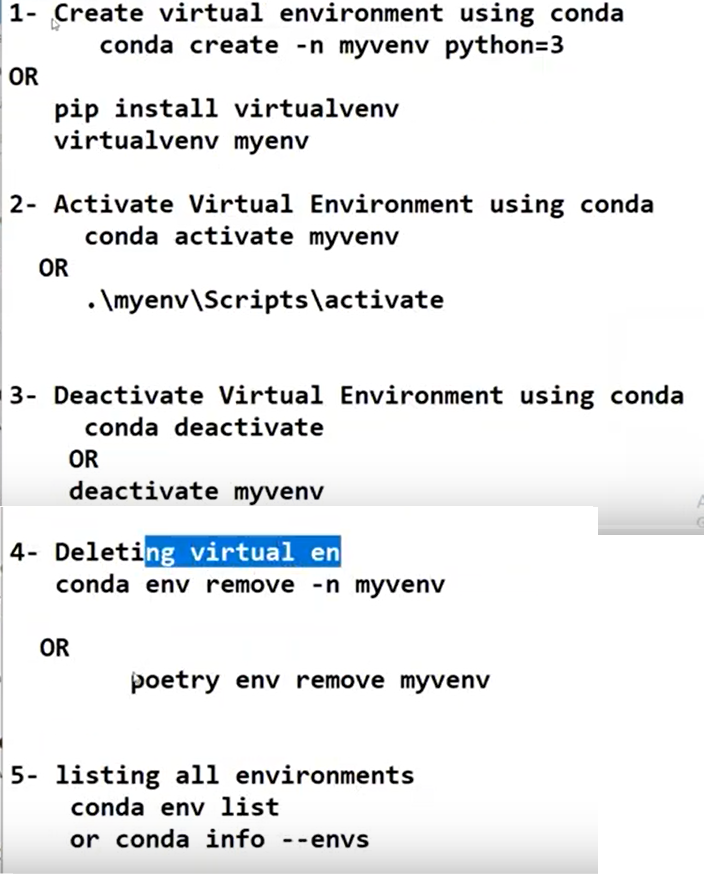 1- Create virtual environment using conda
conda create -n myvenv python=3
OR
pip install virtualvenv
virtualvenv myenv
2- Activate Virtual Environment using conda
conda activate myvenv
OR
.\myenv\Scripts\activate
3- Deactivate Virtual Environment using conda
conda deactivate
OR
deactivate myvenv
4- Deleting virtual en
conda env remove -n myvenv
OR
poetry env remove myvenv
5- listing all environments
conda env list
or conda info --envs